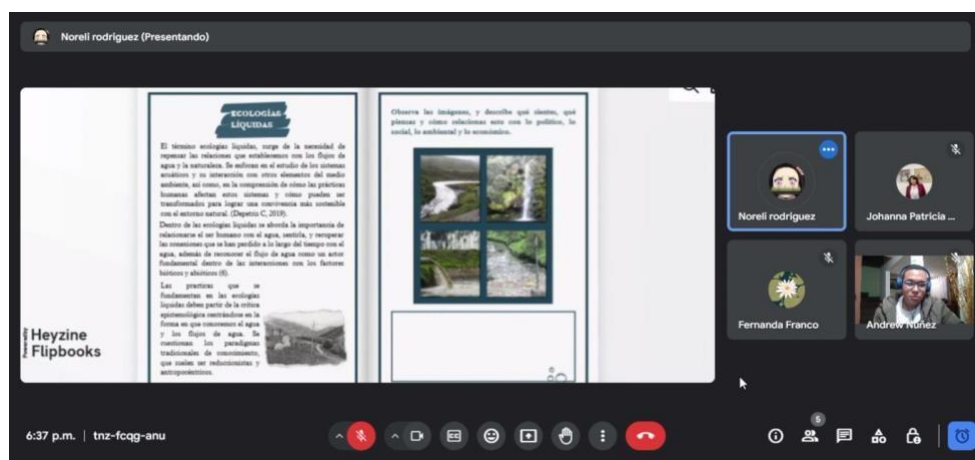 Noreli rodriguez (Presentando)
ECOLOGÍAS
LÍQUIDAS
El término ecologías líquidas, surge de la necesidad de
repensar las relaciones que establecemos con los flujos de
agua y la naturaleza. Se enfocan en el estudio de los sistemas
acuáticos y su interacción con otros elementos del medio
ambiente, así como, en la comprensión de cómo las prácticas
humanas afectan estos sistemas y cómo pueden ser
transformados para lograr una convivencia más sostenible
con el entorno natural. (Depetris C, 2019).
Dentro de las ecologías líquidas se aborda la importancia de
relacionarse el ser humano con el agua, sentirla, y recuperar
las conexiones que se han perdido a lo largo del tiempo con el
agua, además de reconocer el flujo de agua como un actor
fundamental dentro de las interacciones con los factores
bióticos y abióticos (6).
Las practicas que se
fundamentan en las ecologías
líquidas deben partir de la crítica
epistemológica centrándose en la
forma en que conocemos el agua
y los flujos de agua. Se
cuestionan los paradigmas
tradicionales de conocimiento,
que suelen ser reduccionistas y
antropocéntricos.
Observa las imágenes, y describe qué sientes, qué
piensas y cómo relacionas esto con lo político, lo
social, lo ambiental y lo económico.
Heyzine
Flipbooks
Noreli rodriguez
Johanna Patricia ...
Fernanda Franco
Andrew Nuñez
6:37 p.m. | tnz-fcqg-anu
5